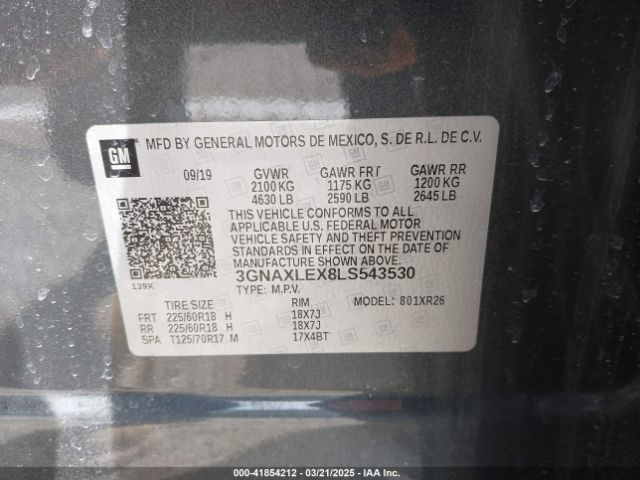 GM
MFD BY GENERAL MOTORS DE MEXICO, S. DE R.L. DE C.V.
09/19 GVWR GAWR FRT GAWR RR
2100 KG 1175 KG 1200 KG
4630 LB 2590 LB 2645 LB
THIS VEHICLE CONFORMS TO ALL
APPLICABLE U.S. FEDERAL MOTOR
VEHICLE SAFETY AND THEFT PREVENTION
STANDARDS IN EFFECT ON THE DATE OF
MANUFACTURE SHOWN ABOVE.
3GNAXLEX8LS543530
139X
TYPE: M.P.V.
TIRE SIZE RIM MODEL: 801XR26
FRT 225/60R18 H 18X7J
RR 225/60R18 H 18X7J
SPA T125/70R17 M 17X4BT
000-41854212 - 03/21/2025 - IAA Inc.